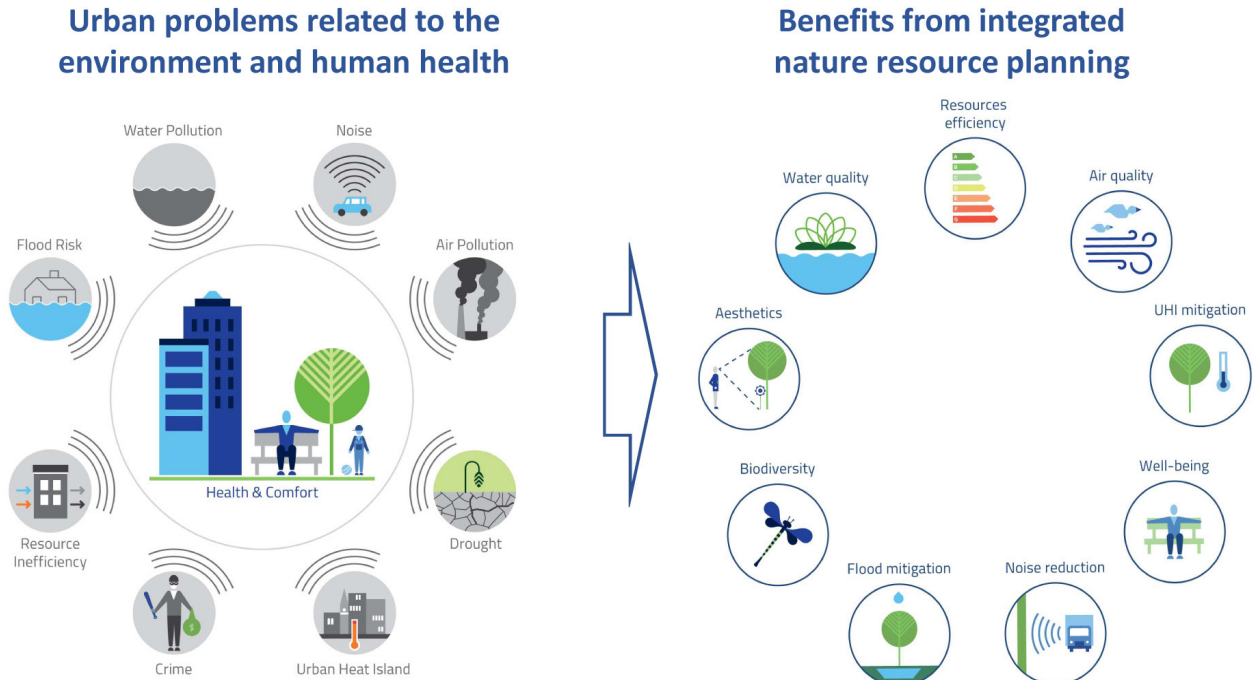 Urban problems related to the
environment and human health
Water Pollution
Noise
Flood Risk
Air Pollution
Health & Comfort
Resource
Inefficiency
Drought
Crime
$
Urban Heat Island
Benefits from integrated
nature resource planning
Resources
efficiency
A
B
C
D
E
F
G
Water quality
Air quality
Aesthetics
UHI mitigation
Biodiversity
Well-being
Flood mitigation
Noise reduction